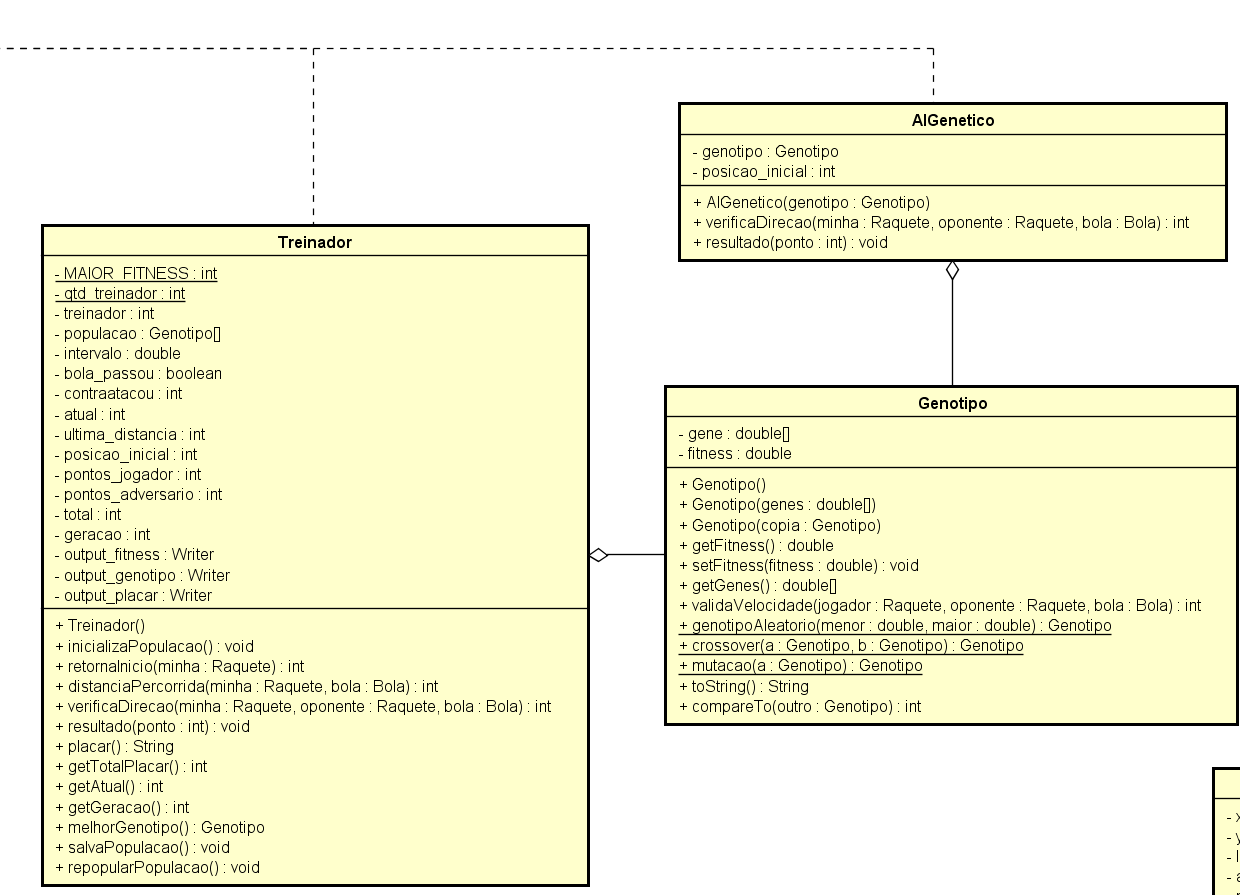 AIGenetico
- genotipo : Genotipo
- posicao_inicial : int
+ AIGenetico(genotipo : Genotipo)
+ verificaDirecao(minha : Raquete, oponente : Raquete, bola : Bola) : int
+ resultado(ponto : int) : void
Treinador
- MAIOR_FITNESS : int
- qtd_treinador : int
- treinador : int
- populacao : Genotipo[]
- intervalo : double
- bola_passou : boolean
- contraatacou : int
- atual : int
- ultima_distância : int
- posicao_inicial : int
- pontos_jogador : int
- pontos_adversario : int
- total : int
- geracao : int
- output_fitness : Writer
- output_genotipo : Writer
- output_placar : Writer
+ Treinador()
+ inicializaPopulacao() : void
+ retornaInicio(minha : Raquete) : int
+ distanciaPercorrida(minha : Raquete, bola : Bola) : int
+ verificaDirecao(minha : Raquete, oponente : Raquete, bola : Bola) : int
+ resultado(ponto : int) : void
+ placar() : String
+ getTotalPlacar() : int
+ getAtual() : int
+ getGeracao() : int
+ melhorGenotipo() : Genotipo
+ salvaPopulacao() : void
+ repopularPopulacao() : void
Genotipo
- gene : double[]
- fitness : double
+ Genotipo()
+ Genotipo(genes : double[])
+ Genotipo(copia : Genotipo)
+ getFitness() : double
+ setFitness(fitness : double) : void
+ getGenes() : double[]
+ validaVelocidade(jogador : Raquete, oponente : Raquete, bola : Bola) : int
+ genotipoAleatorio(menor : double, maior : double) : Genotipo
+ crossover(a : Genotipo, b : Genotipo) : Genotipo
+ mutacao(a : Genotipo) : Genotipo
+ toString() : String
+ compareTo(outro : Genotipo) : int